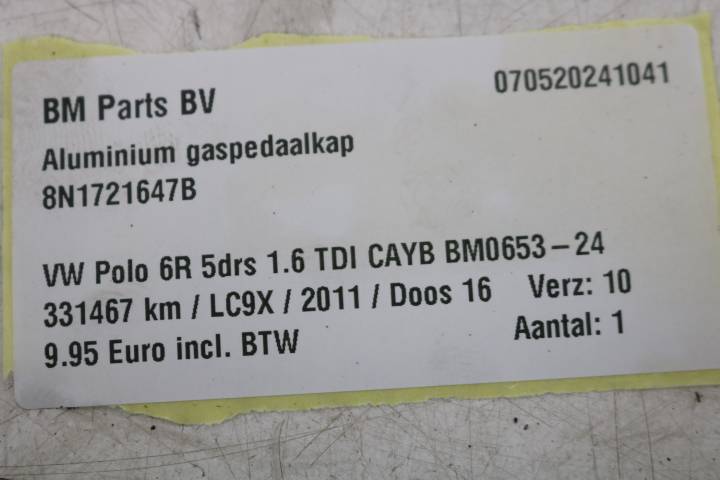 BM Parts BV 070520241041
Aluminium gaspedaalkap
8N1721647B
VW Polo 6R 5drs 1.6 TDI CAYB BM0653-24
331467 km / LC9X / 2011 / Doos 16 Verz: 10
9.95 Euro incl. BTW Aantal: 1